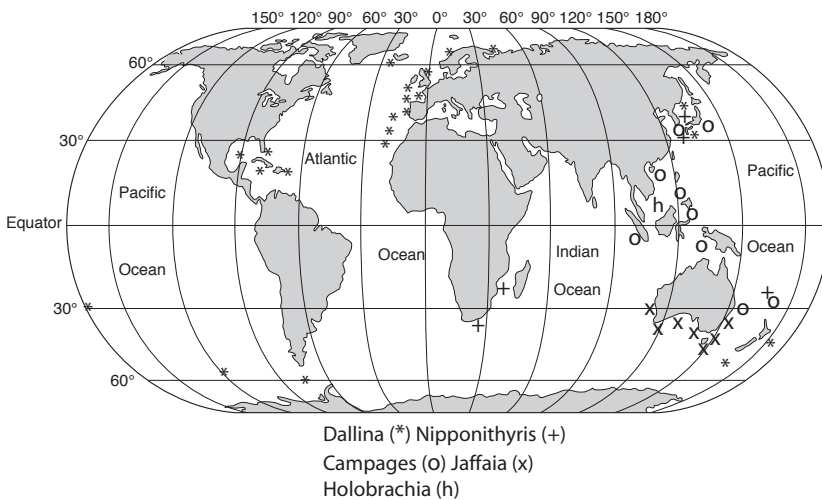 150° 120° 90° 60° 30° 0° 30° 60° 90° 120° 150° 180°
60°
30°
Atlantic
Pacific
Pacific
Equator
Ocean
Indian
Ocean
Ocean
Ocean
30°
60°
Dallina (*) Nipponithyris (+)
Campages (o) Jaffaia (x)
Holobrachia (h)